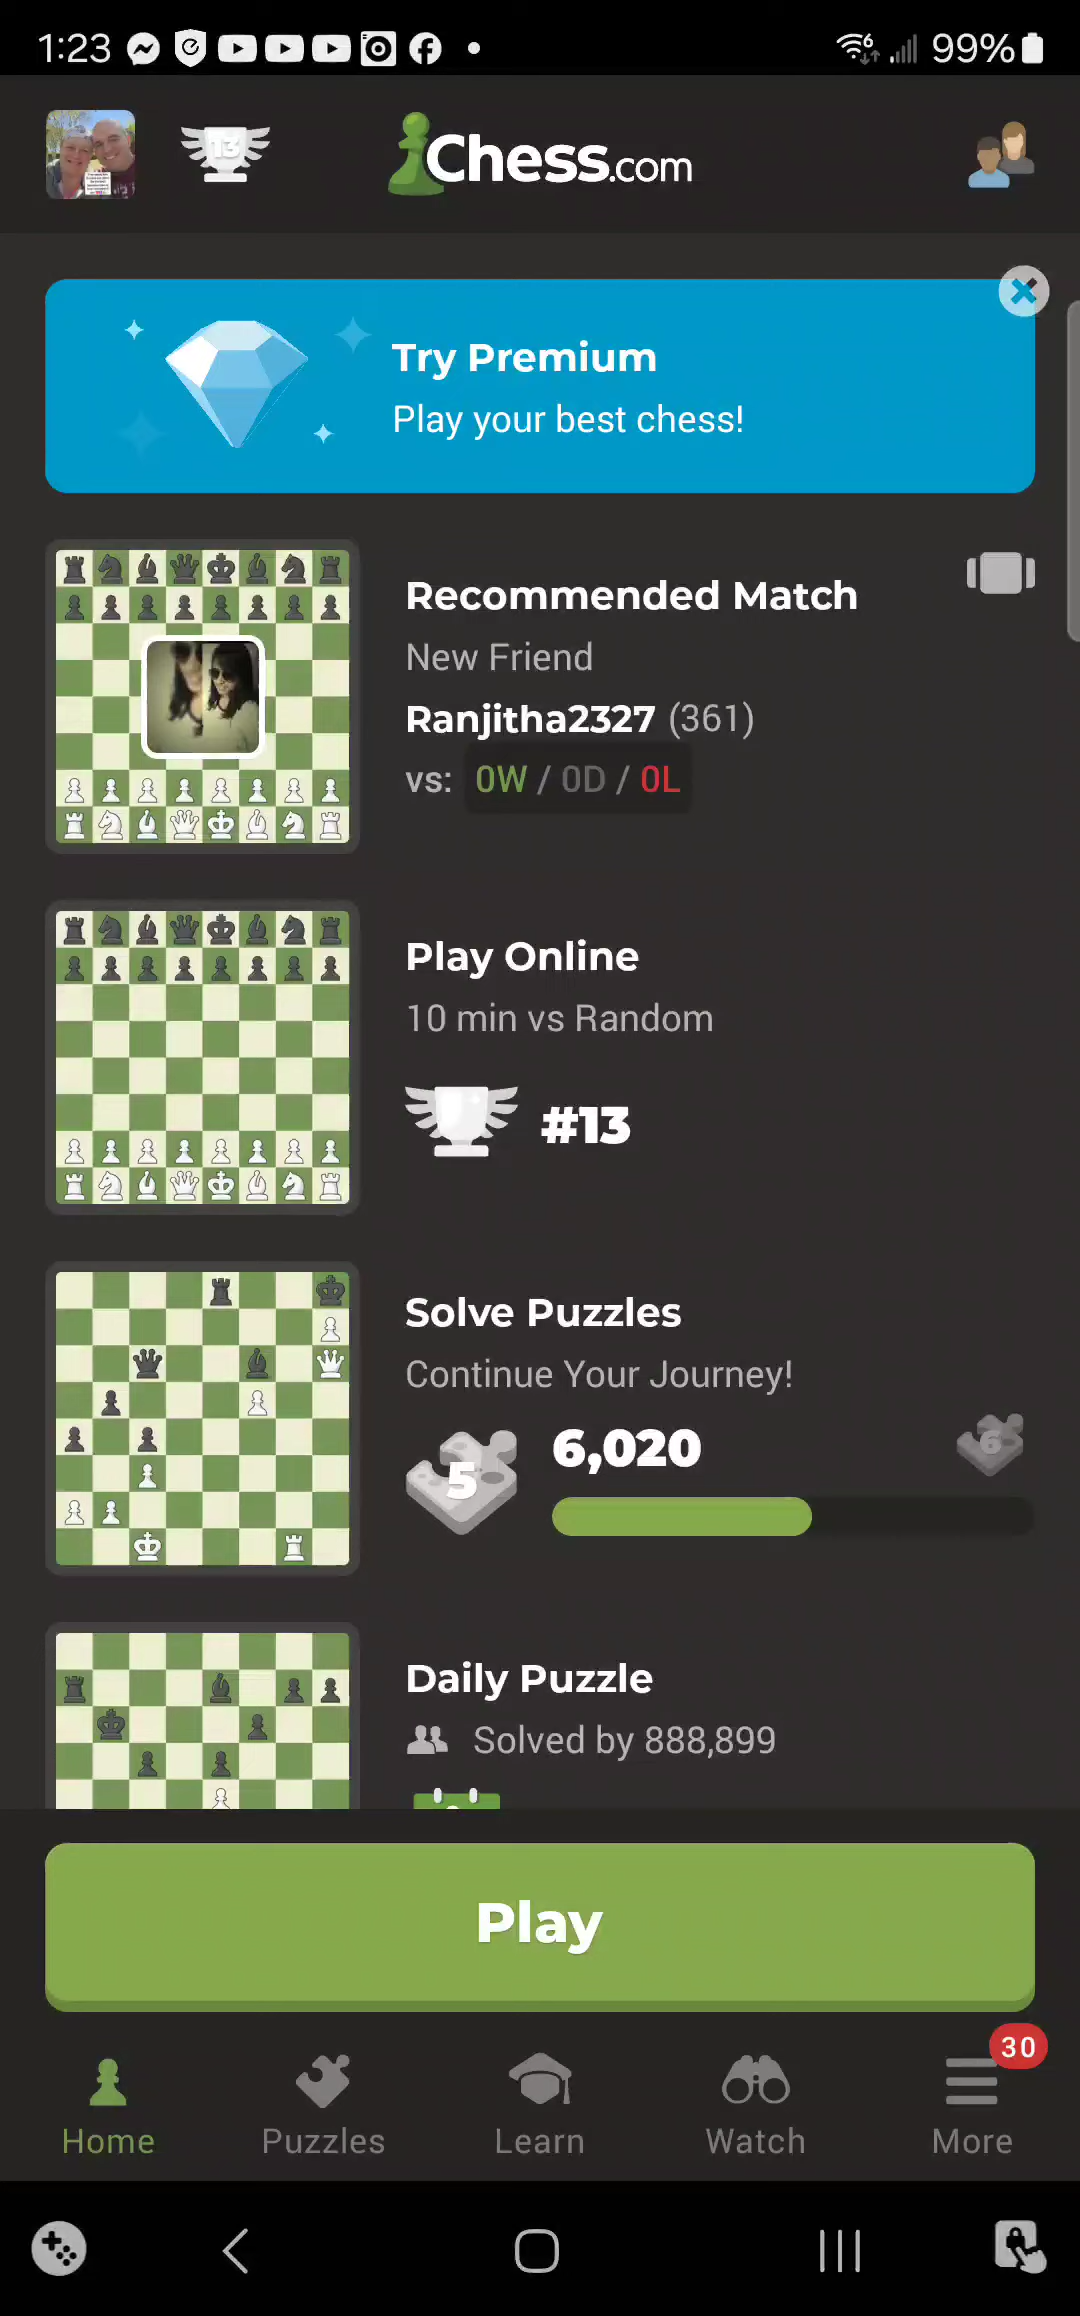 1:23 99%
13 Chess.com
Try Premium
Play your best chess!
Recommended Match
New Friend
Ranjitha2327 (361)
vs: 0W / 0D / 0L
Play Online
10 min vs Random
#13
Solve Puzzles
Continue Your Journey!
5 6,020 6
Daily Puzzle
Solved by 888,899
Play
30
Home Puzzles Learn Watch More